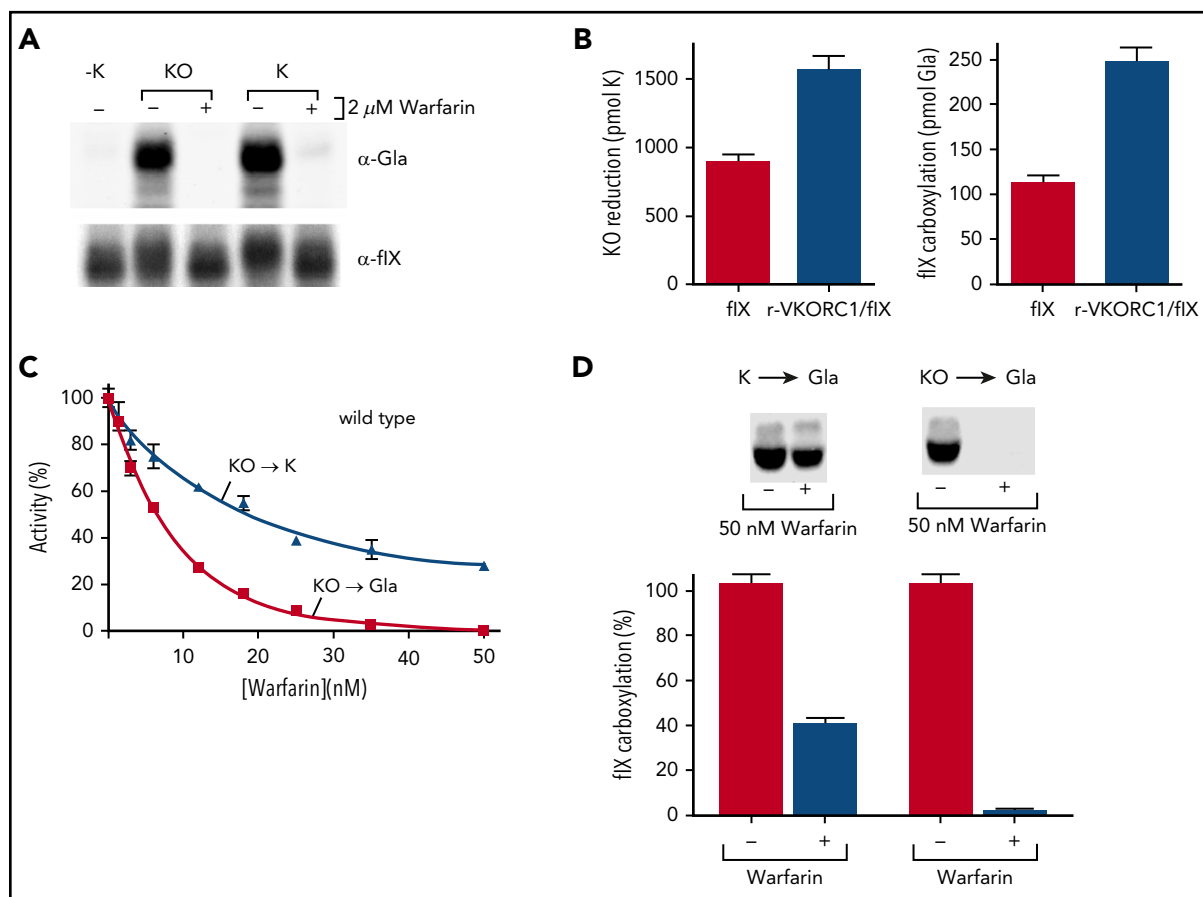 A
-K KO K
– – + – + 2 μM Warfarin
α-Gla
α-fIX
B
KO reduction (pmol K)
1500
1000
500
0
fIX r-VKORC1/fIX
fIX carboxylation (pmol Gla)
250
200
150
100
50
0
fIX r-VKORC1/fIX
C
Activity (%)
100
80
60
40
20
0
wild type
KO → K
KO → Gla
10 20 30 40 50
[Warfarin](nM)
D
K → Gla KO → Gla
– + – +
50 nM Warfarin 50 nM Warfarin
fIX carboxylation (%)
100
80
60
40
20
0
– + – +
Warfarin Warfarin